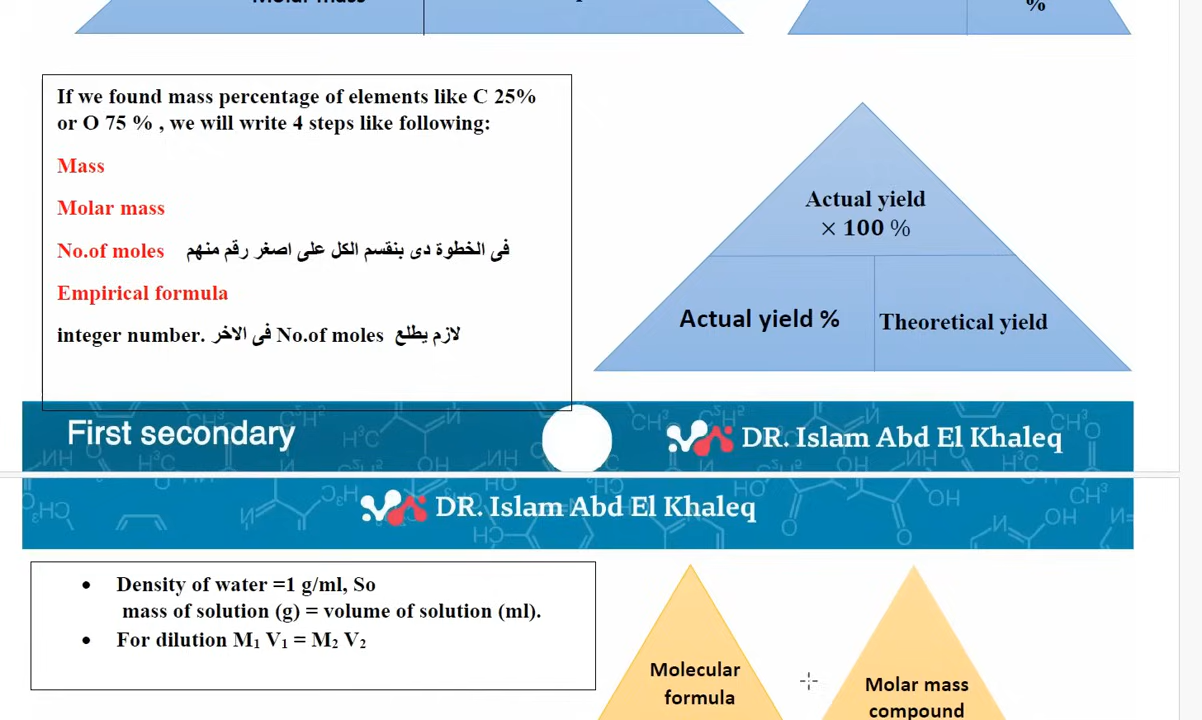 %
If we found mass percentage of elements like C 25%
or O 75 % , we will write 4 steps like following:
Mass
Molar mass
No.of moles فى الخطوة دى بنقسم الكل على اصغر رقم منهم
Empirical formula
لازم يطلع No.of moles فى الاخر integer number.
Actual yield
× 100 %
Actual yield %
Theoretical yield
First secondary
DR. Islam Abd El Khaleq
DR. Islam Abd El Khaleq
• Density of water =1 g/ml, So
mass of solution (g) = volume of solution (ml).
• For dilution M₁ V₁ = M₂ V₂
Molecular
formula
Molar mass
compound